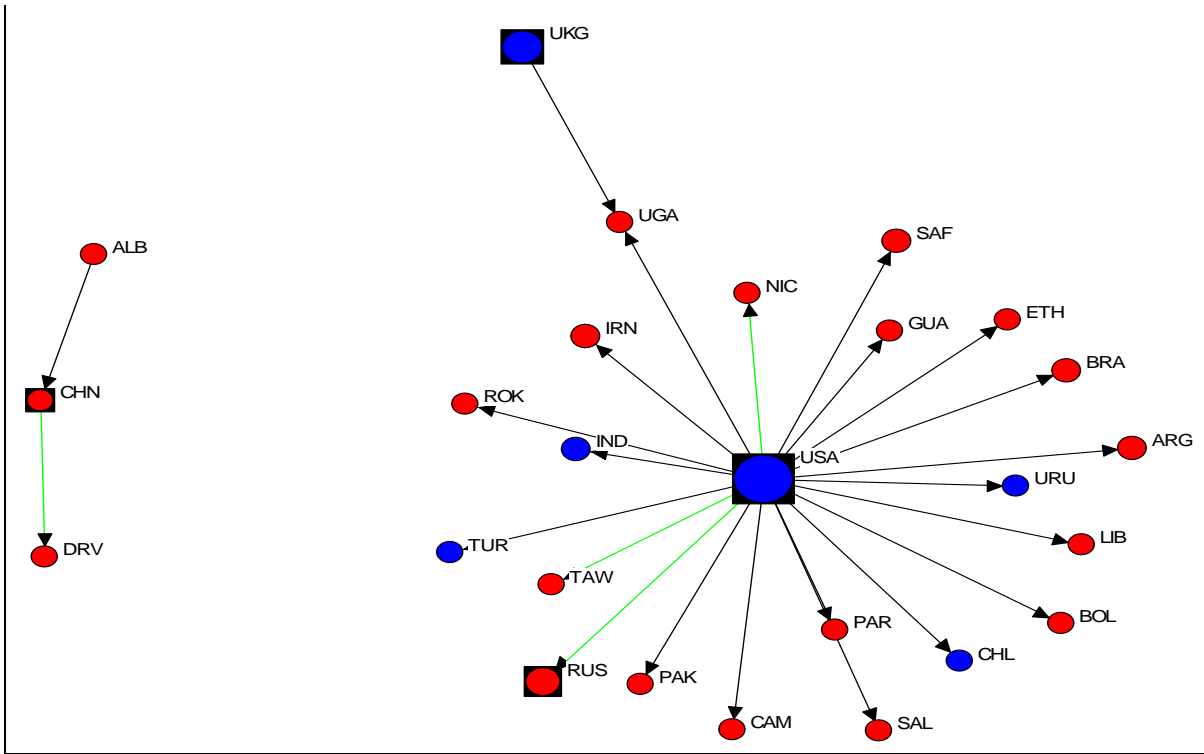 UKG
UGA
SAF
ALB
NIC
ETH
IRN
GUA
BRA
CHN
ROK
IND
USA
ARG
URU
TUR
LIB
DRV
TAW
PAR
BOL
CHL
RUS
PAK
CAM
SAL